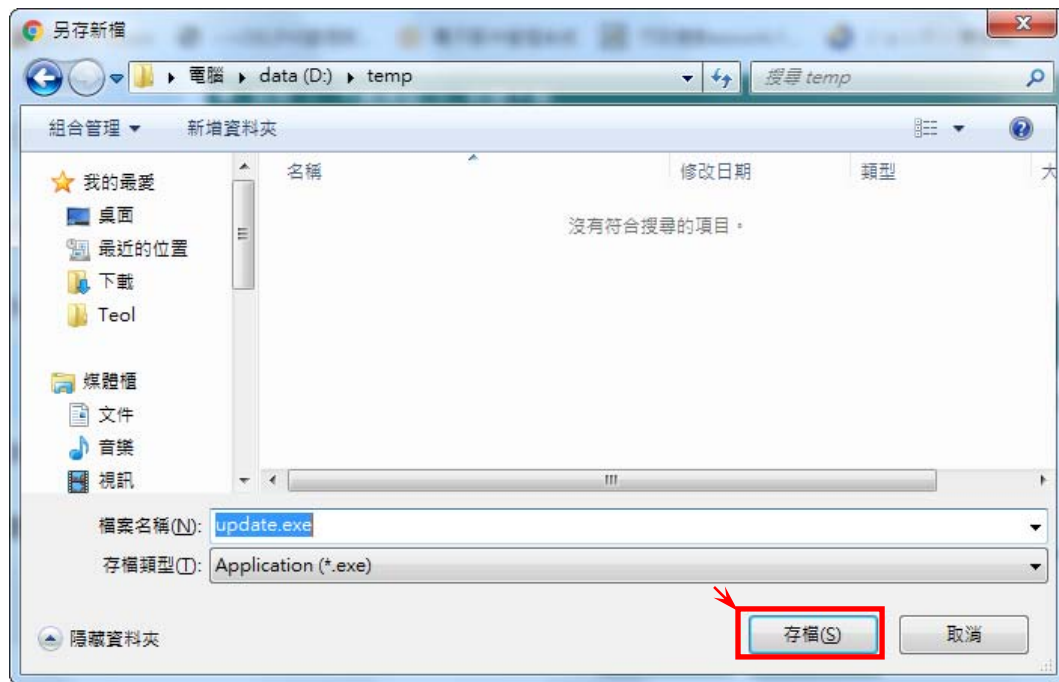 另存新檔
電腦 ▸ data (D:) ▸ temp
搜尋 temp
組合管理 ▼ 新增資料夾
名稱 修改日期 類型 大
沒有符合搜尋的項目。
我的最愛
桌面
最近的位置
下載
Teol
媒體櫃
文件
音樂
視訊
檔案名稱(N): update.exe
存檔類型(T): Application (*.exe)
隱藏資料夾
存檔(S) 取消